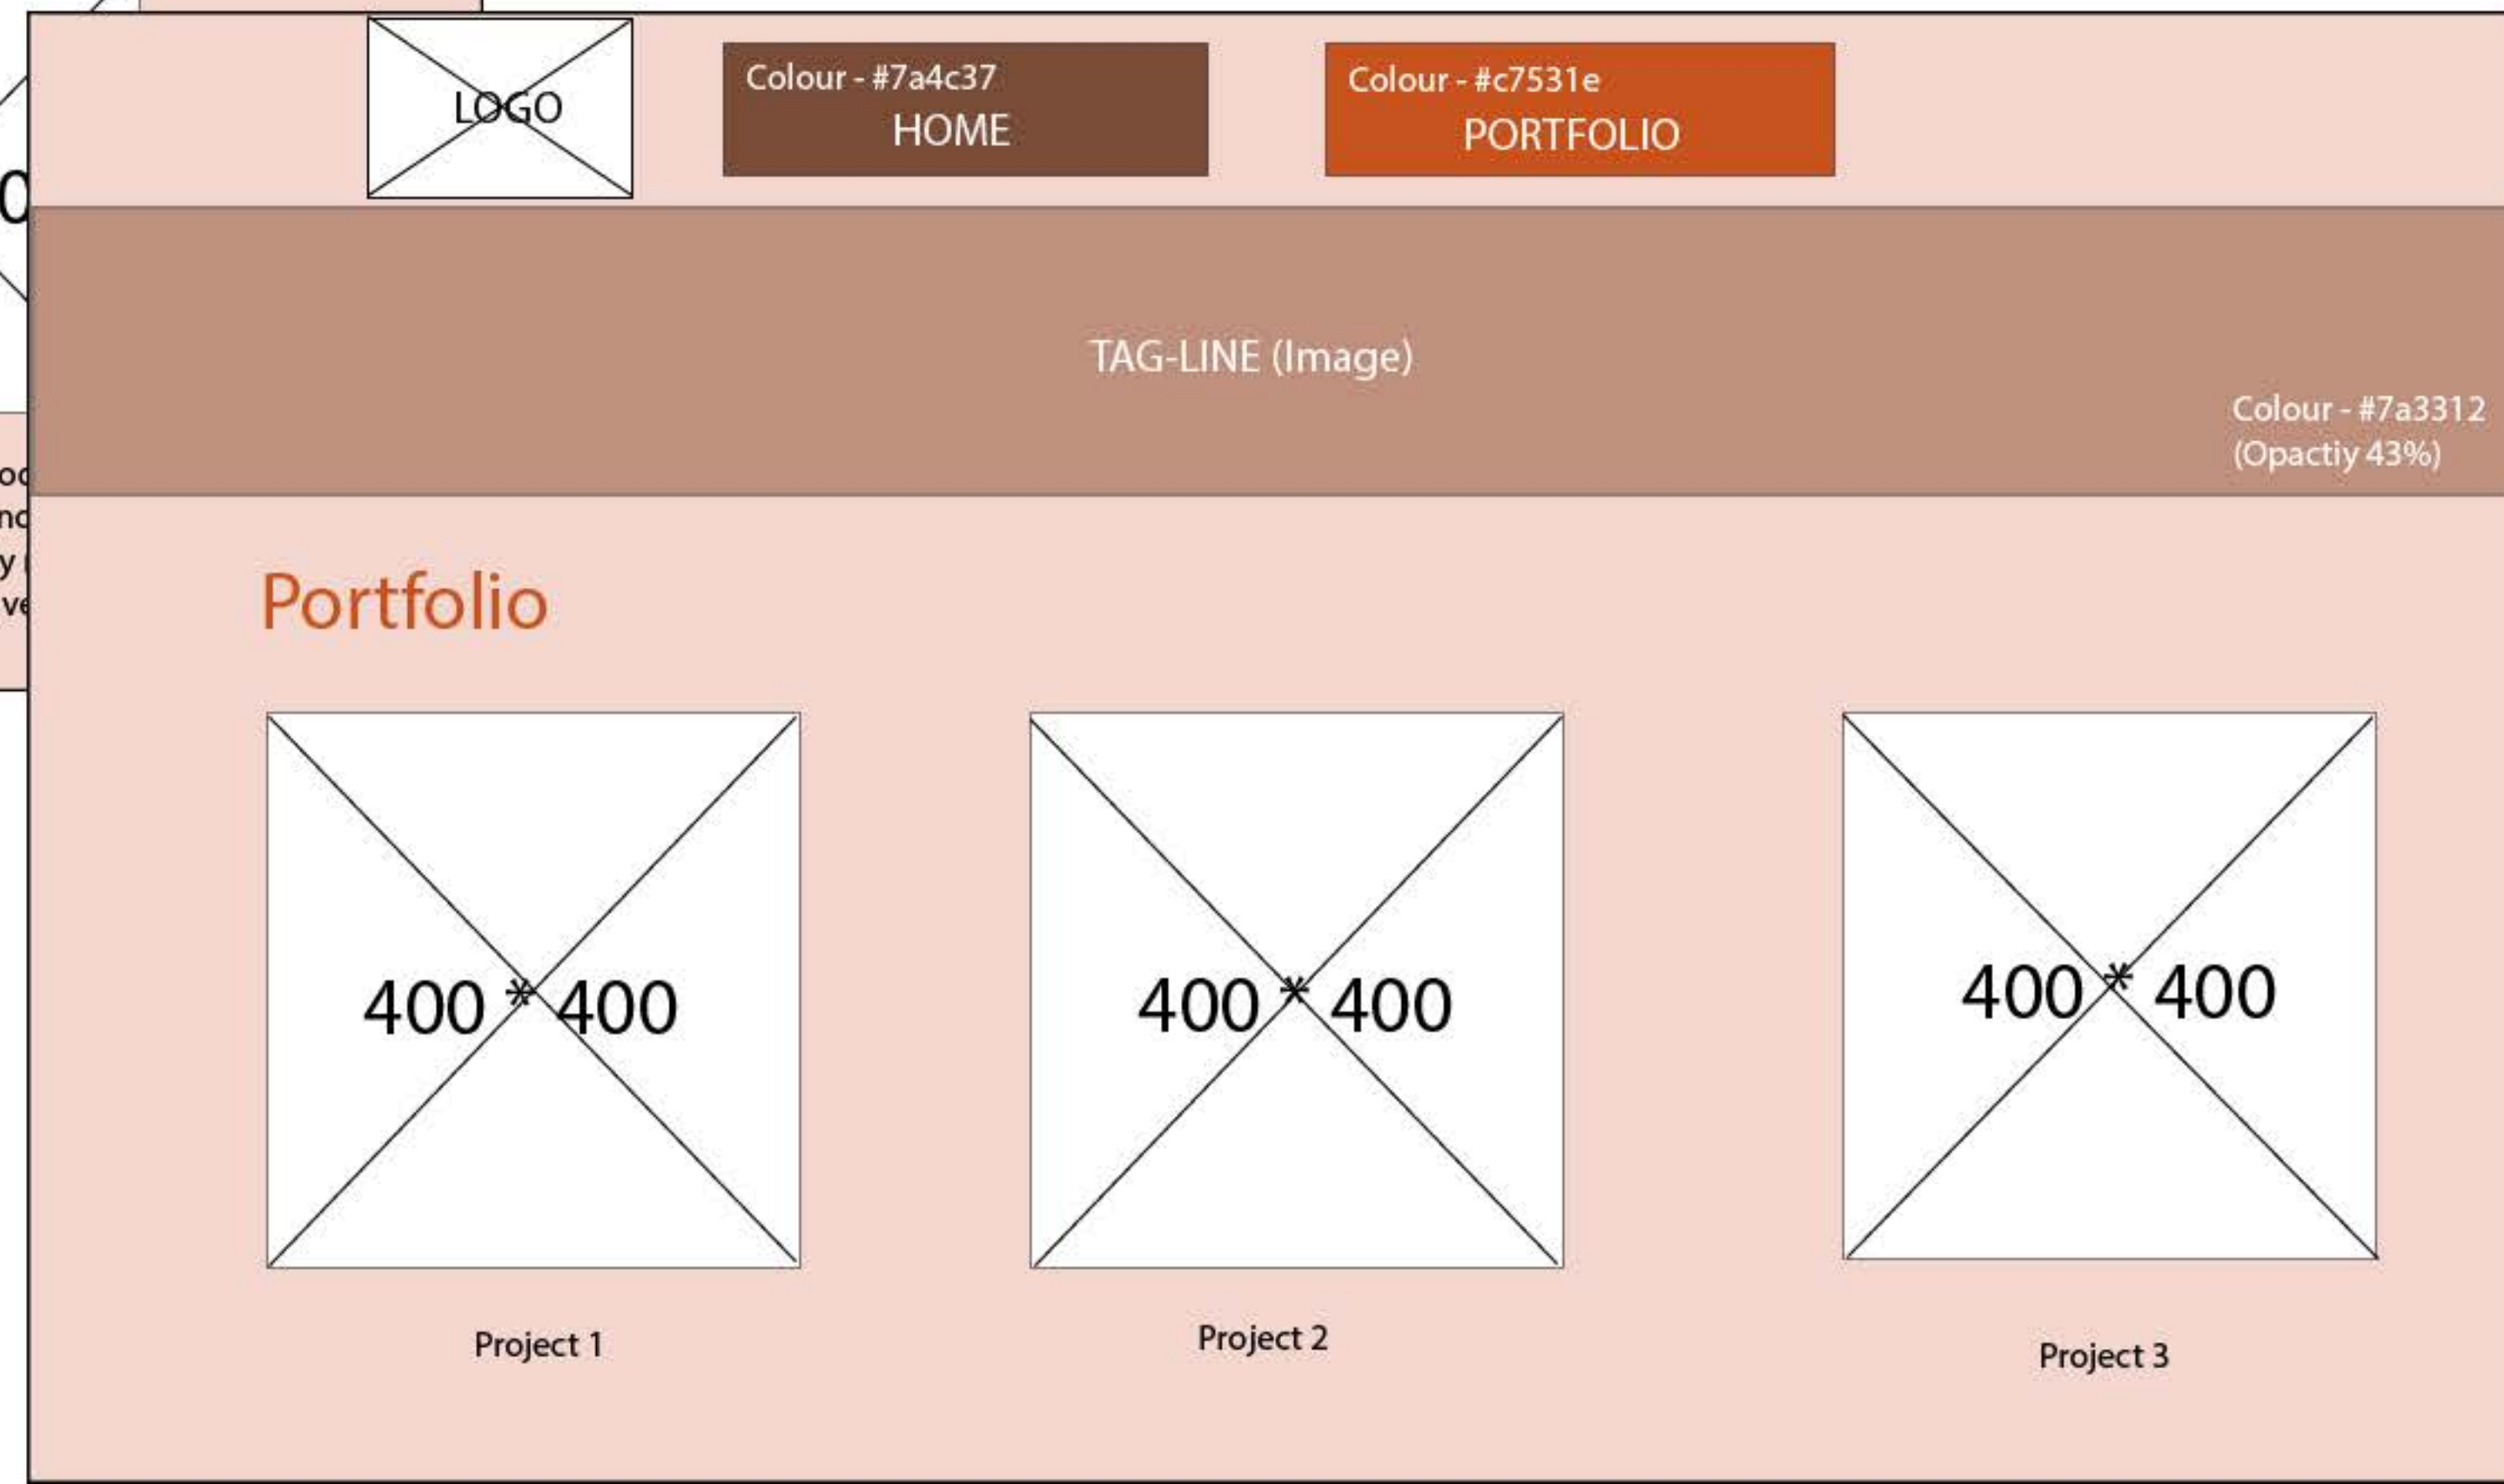 LOGO
Colour - #7a4c37
HOME
Colour - #c7531e
PORTFOLIO
TAG-LINE (Image)
Colour - #7a3312
(Opactiy 43%)
Portfolio
400 * 400
400 * 400
400 * 400
Project 1
Project 2
Project 3